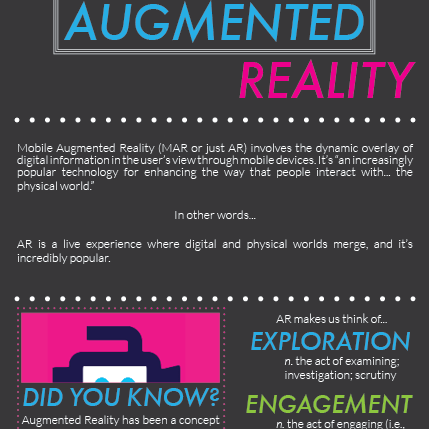 AUGMENTED
REALITY
Mobile Augmented Reality (MAR or just AR) involves the dynamic overlay of
digital information in the user's view through mobile devices. It's "an increasingly
popular technology for enhancing the way that people interact with... the
physical world."
In other words...
AR is a live experience where digital and physical worlds merge, and it's
incredibly popular.
DID YOU KNOW?
Augmented Reality has been a concept
AR makes us think of...
EXPLORATION
n. the act of examining;
investigation; scrutiny
ENGAGEMENT
n. the act of engaging (i.e.,